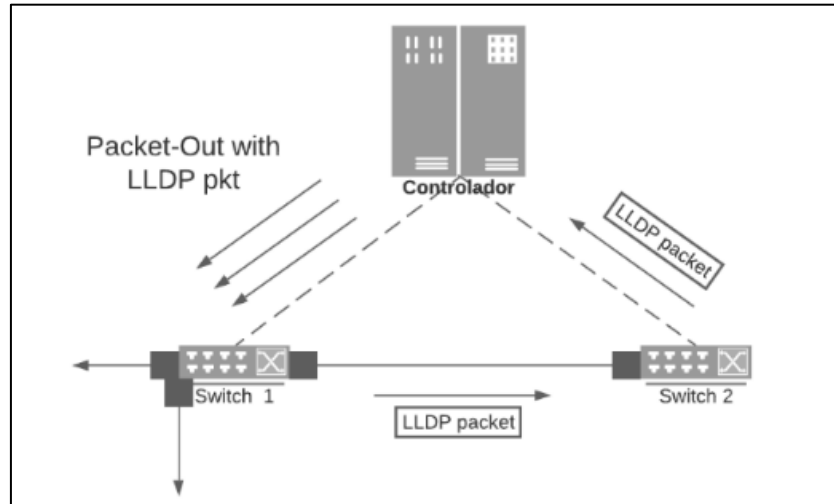 Packet-Out with
LLDP pkt
Controlador
LLDP packet
Switch 1
LLDP packet
Switch 2